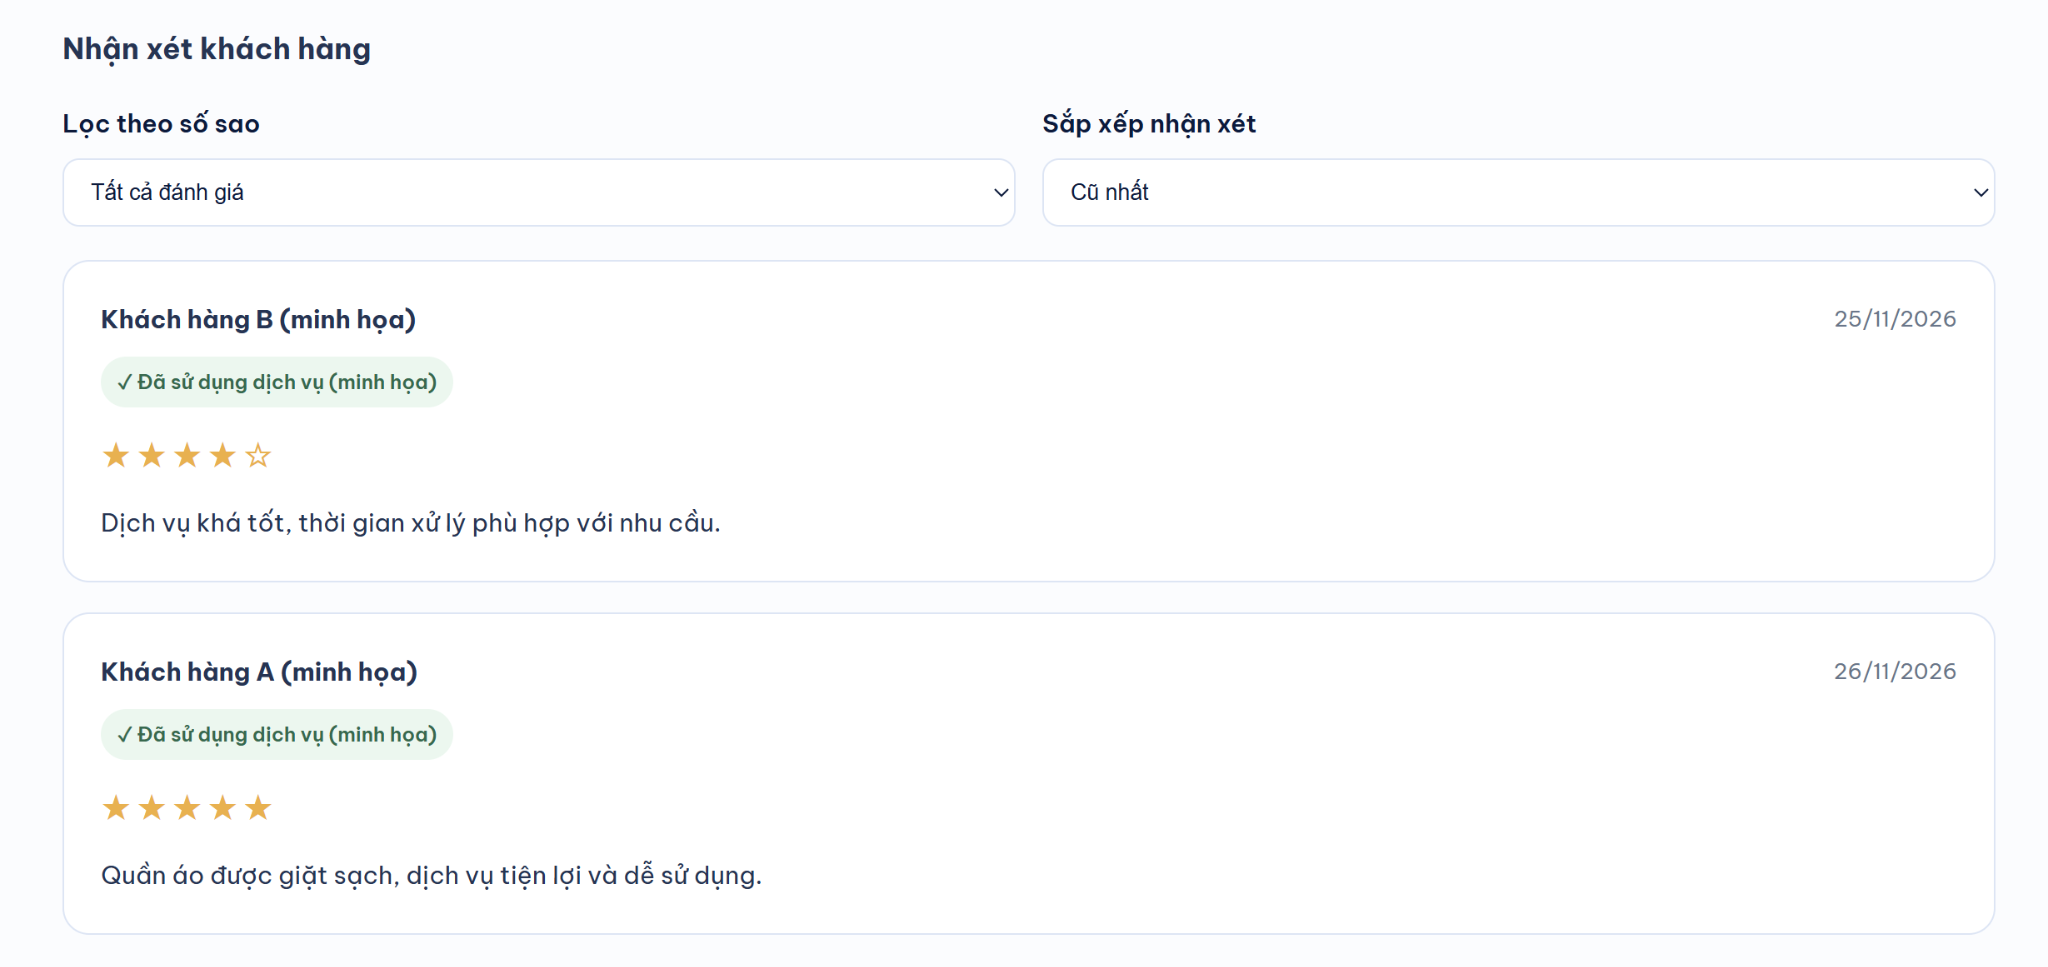 Nhận xét khách hàng
Lọc theo số sao
Sắp xếp nhận xét
Tất cả đánh giá
Cũ nhất
Khách hàng B (minh họa)
25/11/2026
✓ Đã sử dụng dịch vụ (minh họa)
★★★★☆
Dịch vụ khá tốt, thời gian xử lý phù hợp với nhu cầu.
Khách hàng A (minh họa)
26/11/2026
✓ Đã sử dụng dịch vụ (minh họa)
★★★★★
Quần áo được giặt sạch, dịch vụ tiện lợi và dễ sử dụng.